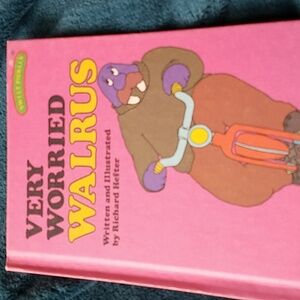 SWEET PICKLES
VERY
WORRIED
WALRUS
Written and Illustrated
by Richard Hefter